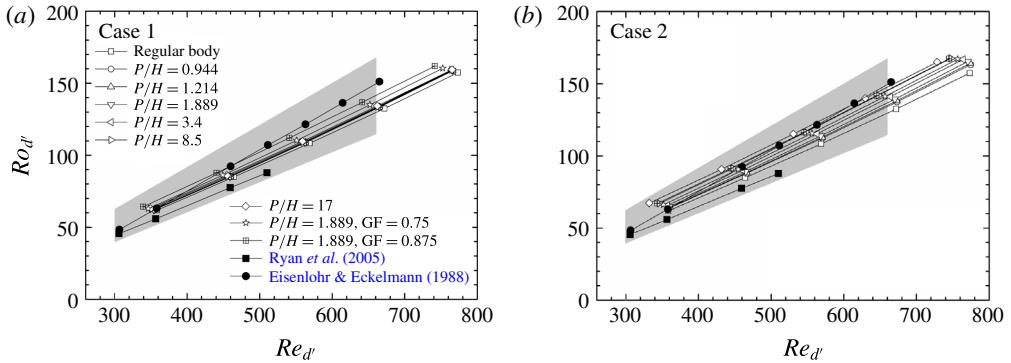 (a)
Case 1
Regular body
P/H = 0.944
P/H = 1.214
P/H = 1.889
P/H = 3.4
P/H = 8.5
P/H = 17
P/H = 1.889, GF = 0.75
P/H = 1.889, GF = 0.875
Ryan et al. (2005)
Eisenlohr & Eckelmann (1988)
200
150
100
50
0
Ro_d′
200 300 400 500 600 700 800
Re_d′
(b)
Case 2
200
150
100
50
0
200 300 400 500 600 700 800
Re_d′